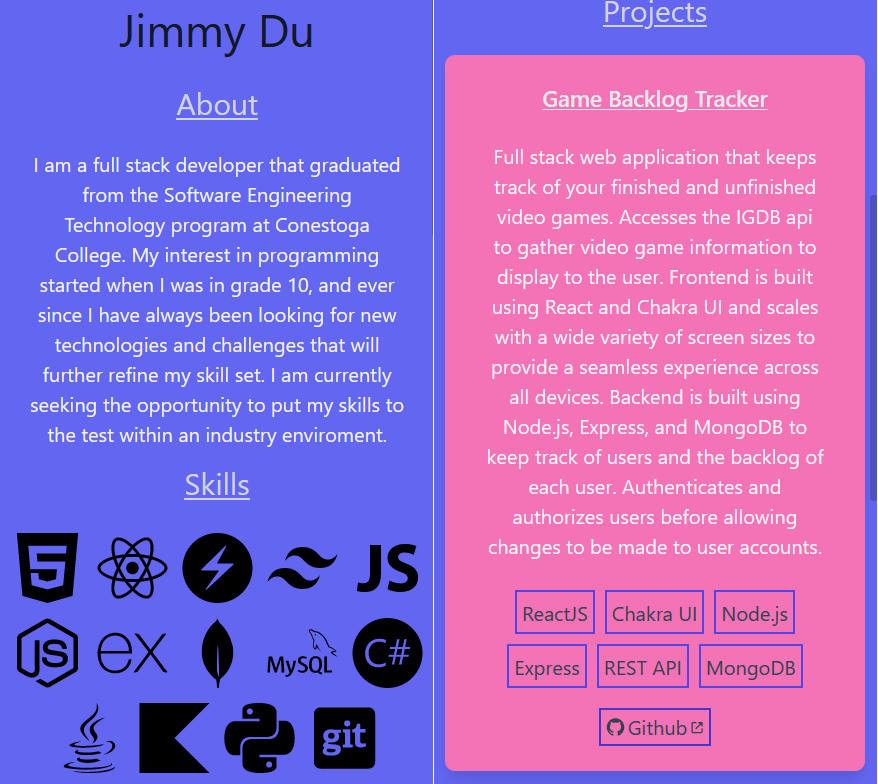 Jimmy Du
About
I am a full stack developer that graduated
from the Software Engineering
Technology program at Conestoga
College. My interest in programming
started when I was in grade 10, and ever
since I have always been looking for new
technologies and challenges that will
further refine my skill set. I am currently
seeking the opportunity to put my skills to
the test within an industry enviroment.
Skills
5
JS
JS
ex
MySQL
C#
git
Projects
Game Backlog Tracker
Full stack web application that keeps
track of your finished and unfinished
video games. Accesses the IGDB api
to gather video game information to
display to the user. Frontend is built
using React and Chakra UI and scales
with a wide variety of screen sizes to
provide a seamless experience across
all devices. Backend is built using
Node.js, Express, and MongoDB to
keep track of users and the backlog of
each user. Authenticates and
authorizes users before allowing
changes to be made to user accounts.
ReactJS Chakra UI Node.js
Express REST API MongoDB
Github